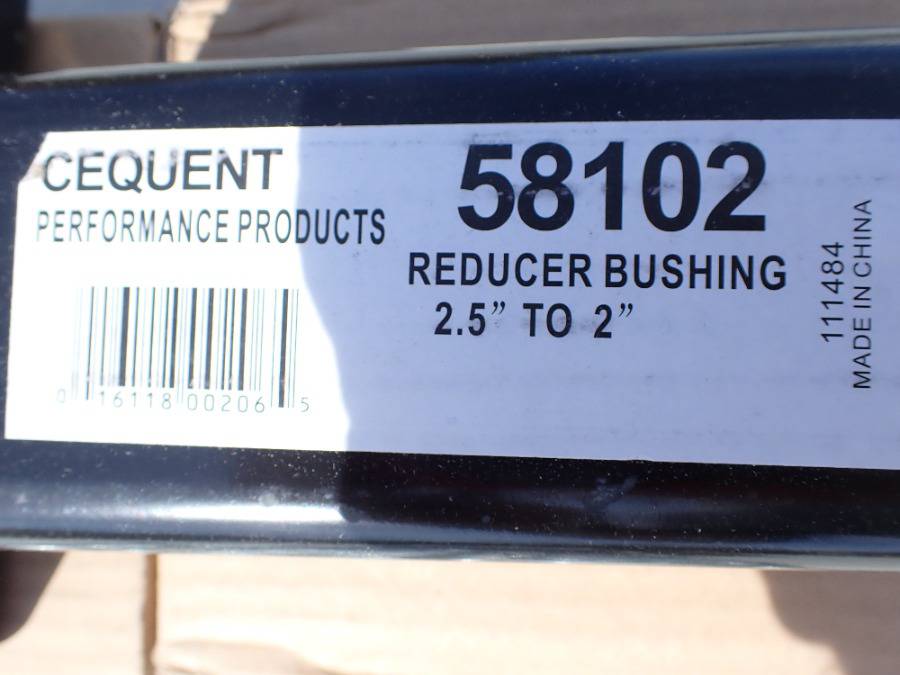 CEQUENT
PERFORMANCE PRODUCTS
0 16118 00206 5
58102
REDUCER BUSHING
2.5” TO 2”
111484
MADE IN CHINA